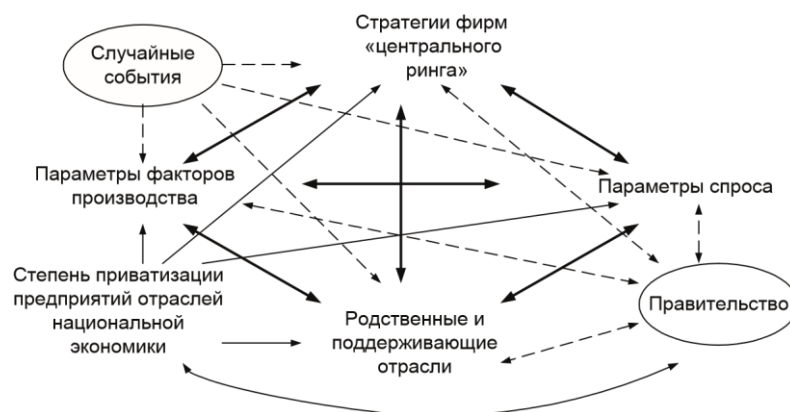 Стратегии фирм
«центрального
ринга»
Случайные
события
Параметры факторов
производства
Параметры спроса
Степень приватизации
предприятий отраслей
национальной
экономики
Родственные и
поддерживающие
отрасли
Правительство